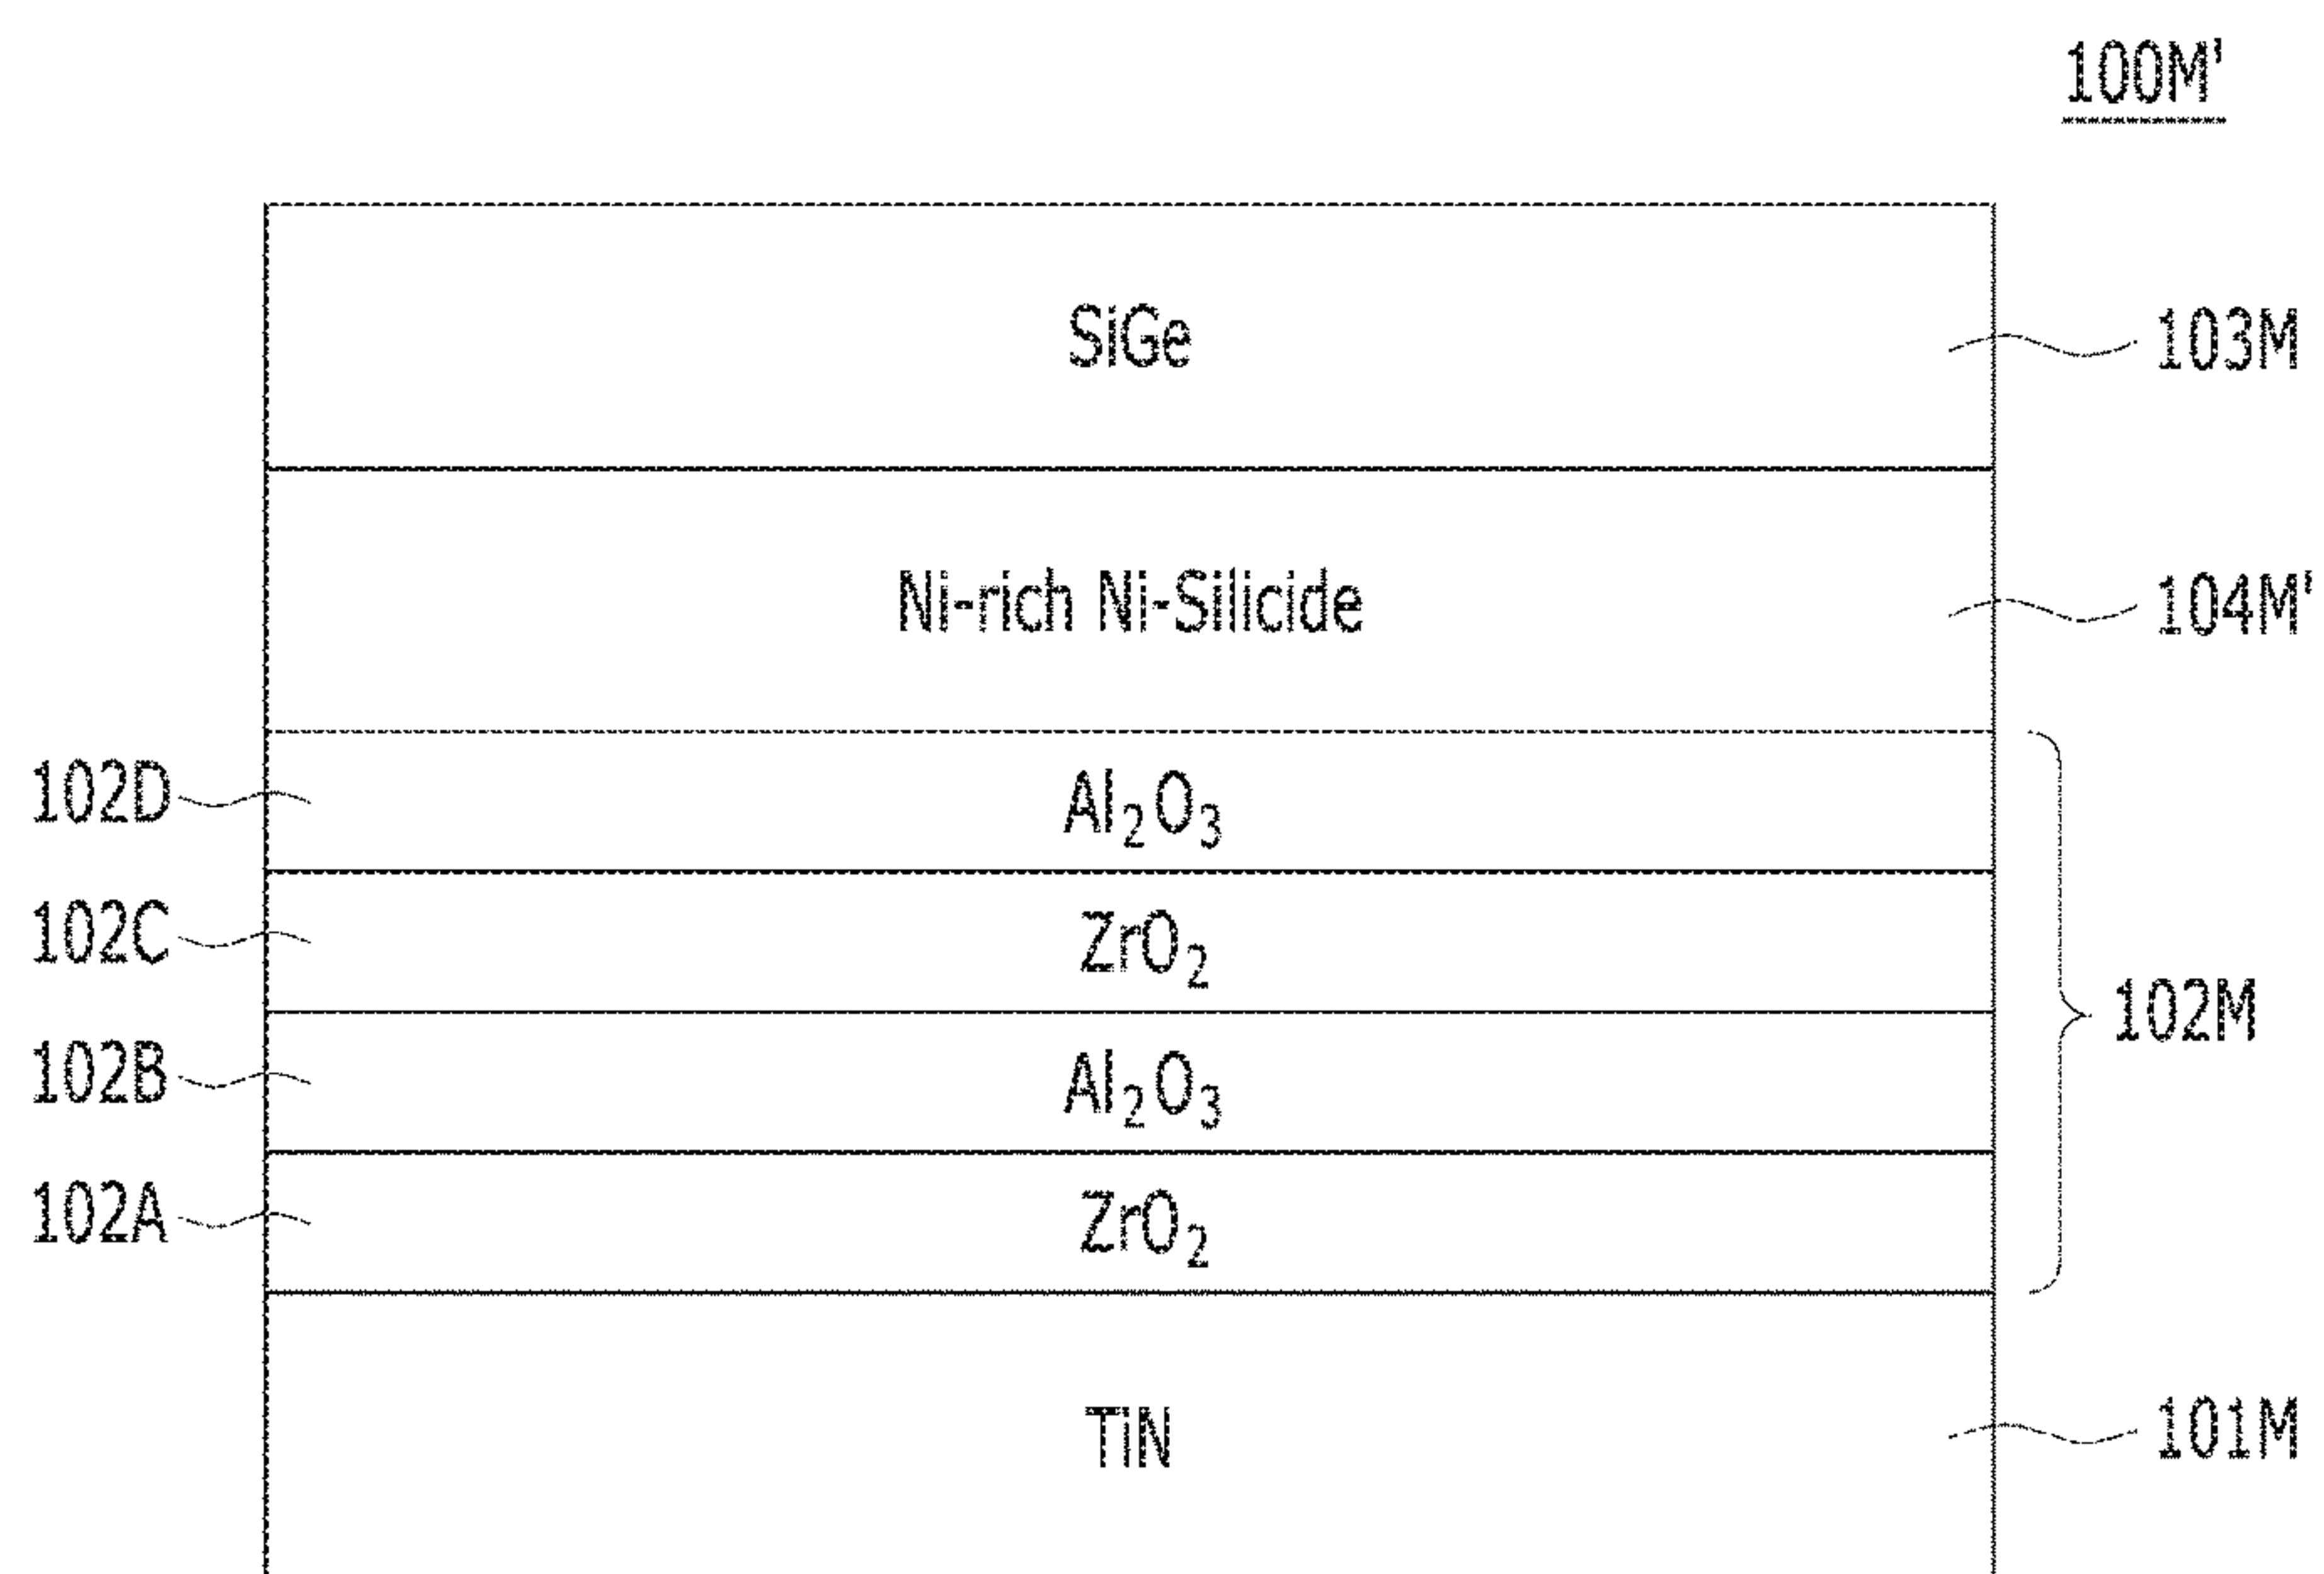 100M'
SiGe 103M
Ni-rich Ni-Silicide 104M'
102D Al₂O₃
102C ZrO₂
102M
102B Al₂O₃
102A ZrO₂
TiN 101M